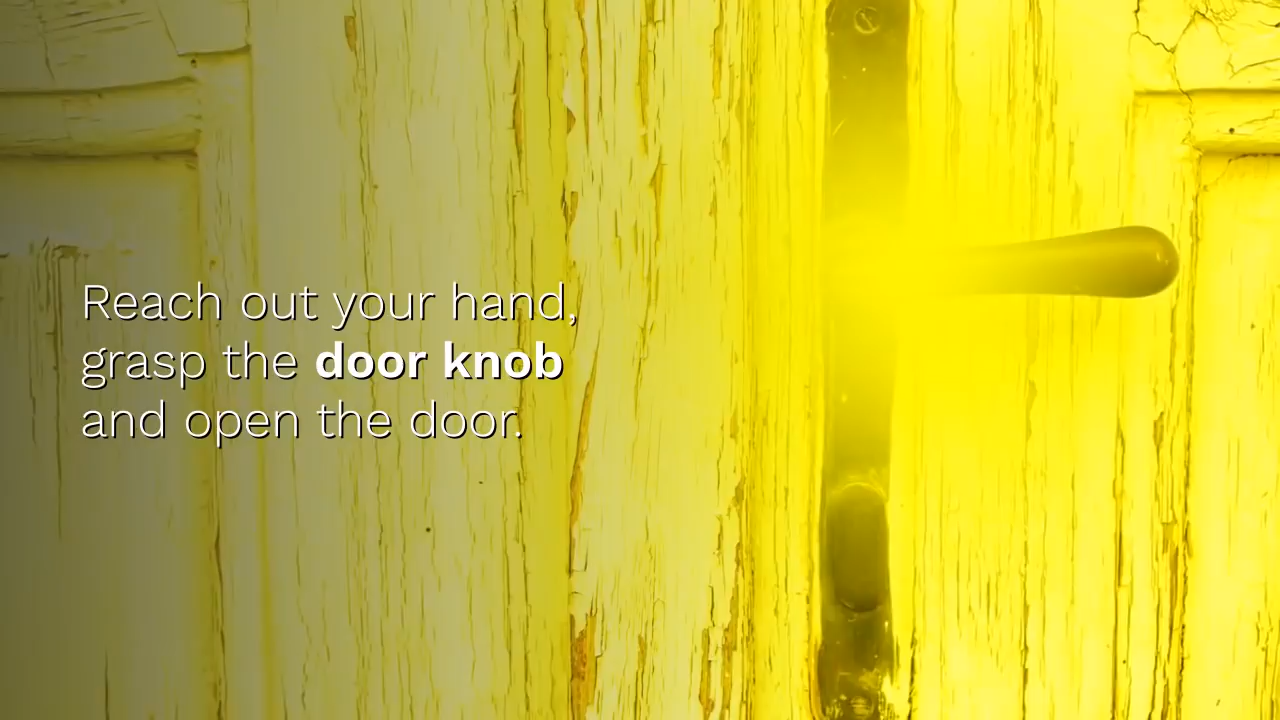 Reach out your hand,
grasp the door knob
and open the door.